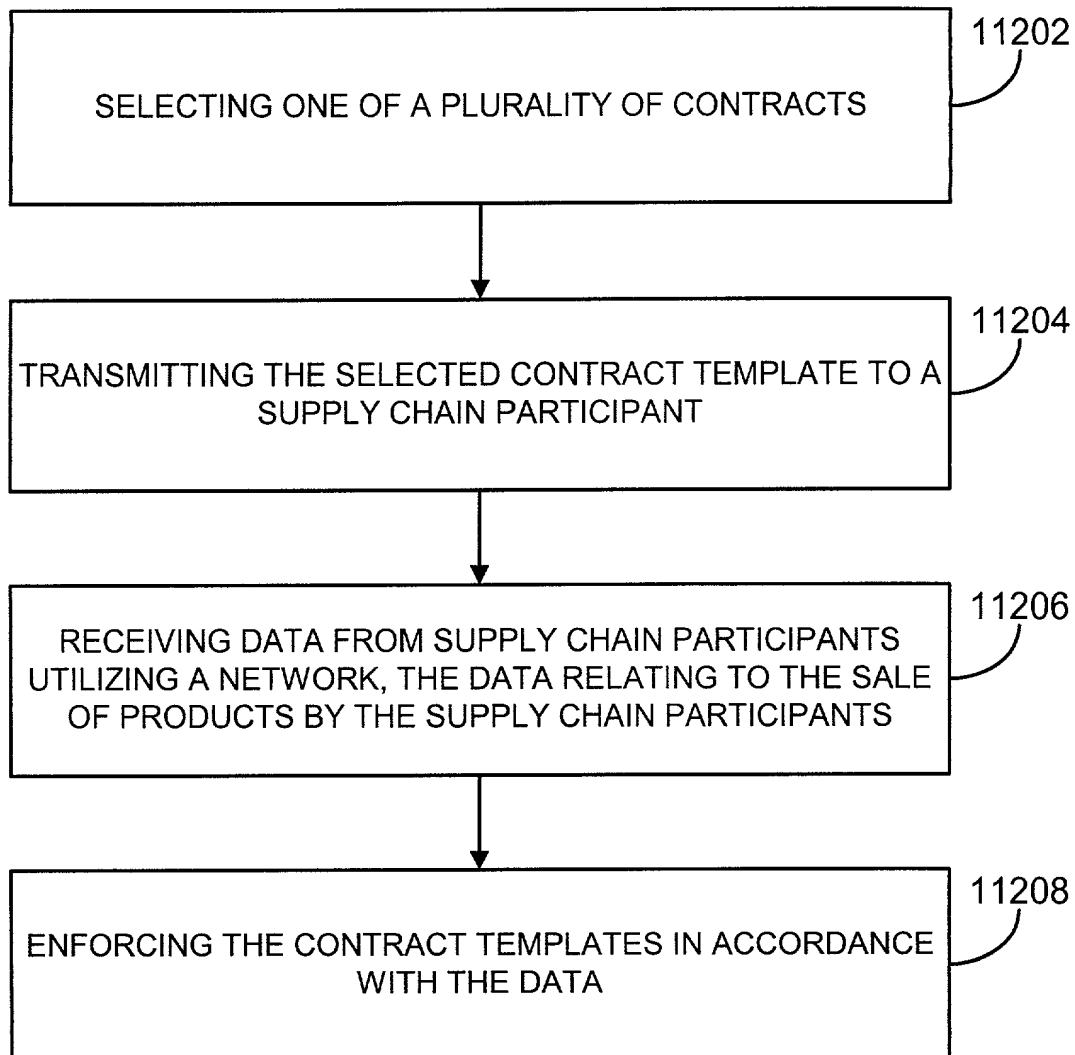 11202
SELECTING ONE OF A PLURALITY OF CONTRACTS
11204
TRANSMITTING THE SELECTED CONTRACT TEMPLATE TO A
SUPPLY CHAIN PARTICIPANT
11206
RECEIVING DATA FROM SUPPLY CHAIN PARTICIPANTS
UTILIZING A NETWORK, THE DATA RELATING TO THE SALE
OF PRODUCTS BY THE SUPPLY CHAIN PARTICIPANTS
11208
ENFORCING THE CONTRACT TEMPLATES IN ACCORDANCE
WITH THE DATA